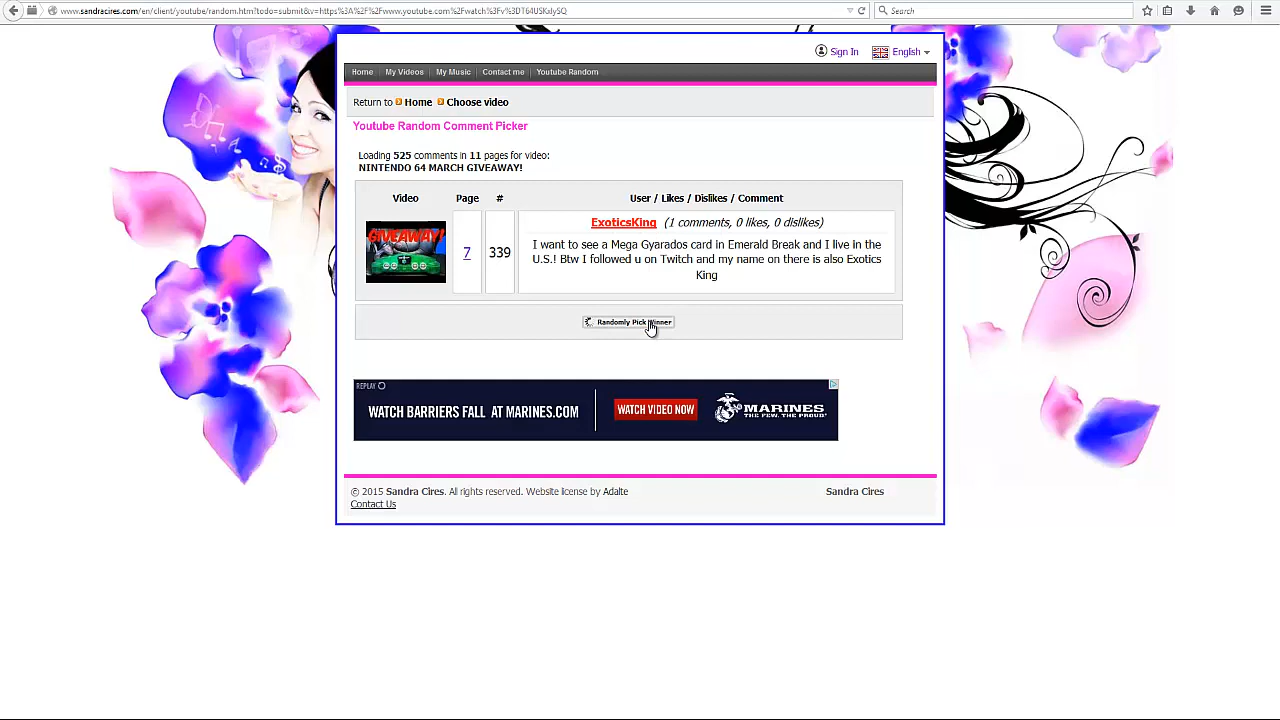 www.sandracires.com/en/client/youtube/random.htm?todo=submit&v=https%3A%2F%2Fwww.youtube.com%2Fwatch%3Fv%3DT64USKslySQ
Search
Sign In English
Home My Videos My Music Contact me Youtube Random
Return to Home Choose video
Youtube Random Comment Picker
Loading 525 comments in 11 pages for video:
NINTENDO 64 MARCH GIVEAWAY!
Video Page # User / Likes / Dislikes / Comment
GIVEAWAY!
7
339
ExoticsKing (1 comments, 0 likes, 0 dislikes)
I want to see a Mega Gyarados card in Emerald Break and I live in the
U.S.! Btw I followed u on Twitch and my name on there is also Exotics
King
Randomly Pick Winner
REPLAY
WATCH BARRIERS FALL AT MARINES.COM
WATCH VIDEO NOW
MARINES
THE FEW. THE PROUD.
© 2015 Sandra Cires. All rights reserved. Website license by Adalte
Sandra Cires
Contact Us